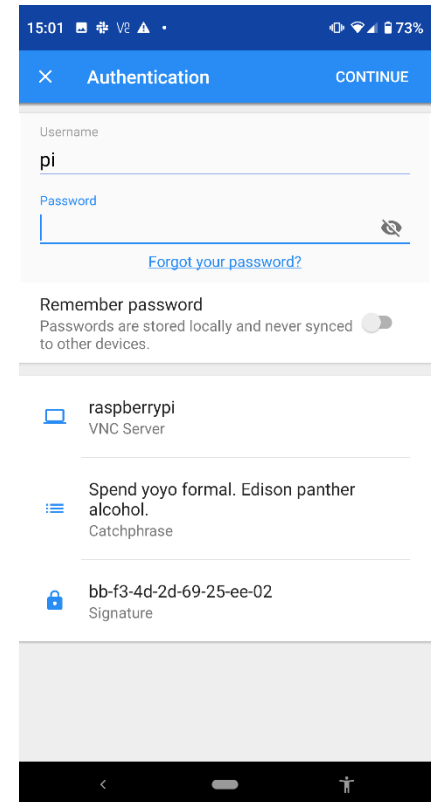 15:01 73%
Authentication CONTINUE
Username
pi
Password
Forgot your password?
Remember password
Passwords are stored locally and never synced
to other devices.
raspberrypi
VNC Server
Spend yoyo formal. Edison panther
alcohol.
Catchphrase
bb-f3-4d-2d-69-25-ee-02
Signature